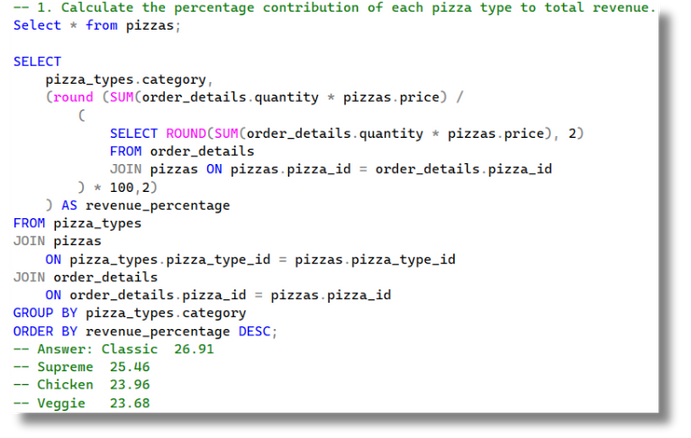 -- 1. Calculate the percentage contribution of each pizza type to total revenue.
Select * from pizzas;
SELECT
pizza_types.category,
(round (SUM(order_details.quantity * pizzas.price) /
(
SELECT ROUND(SUM(order_details.quantity * pizzas.price), 2)
FROM order_details
JOIN pizzas ON pizzas.pizza_id = order_details.pizza_id
) * 100,2)
) AS revenue_percentage
FROM pizza_types
JOIN pizzas
ON pizza_types.pizza_type_id = pizzas.pizza_type_id
JOIN order_details
ON order_details.pizza_id = pizzas.pizza_id
GROUP BY pizza_types.category
ORDER BY revenue_percentage DESC;
-- Answer: Classic  26.91
-- Supreme  25.46
-- Chicken  23.96
-- Veggie   23.68